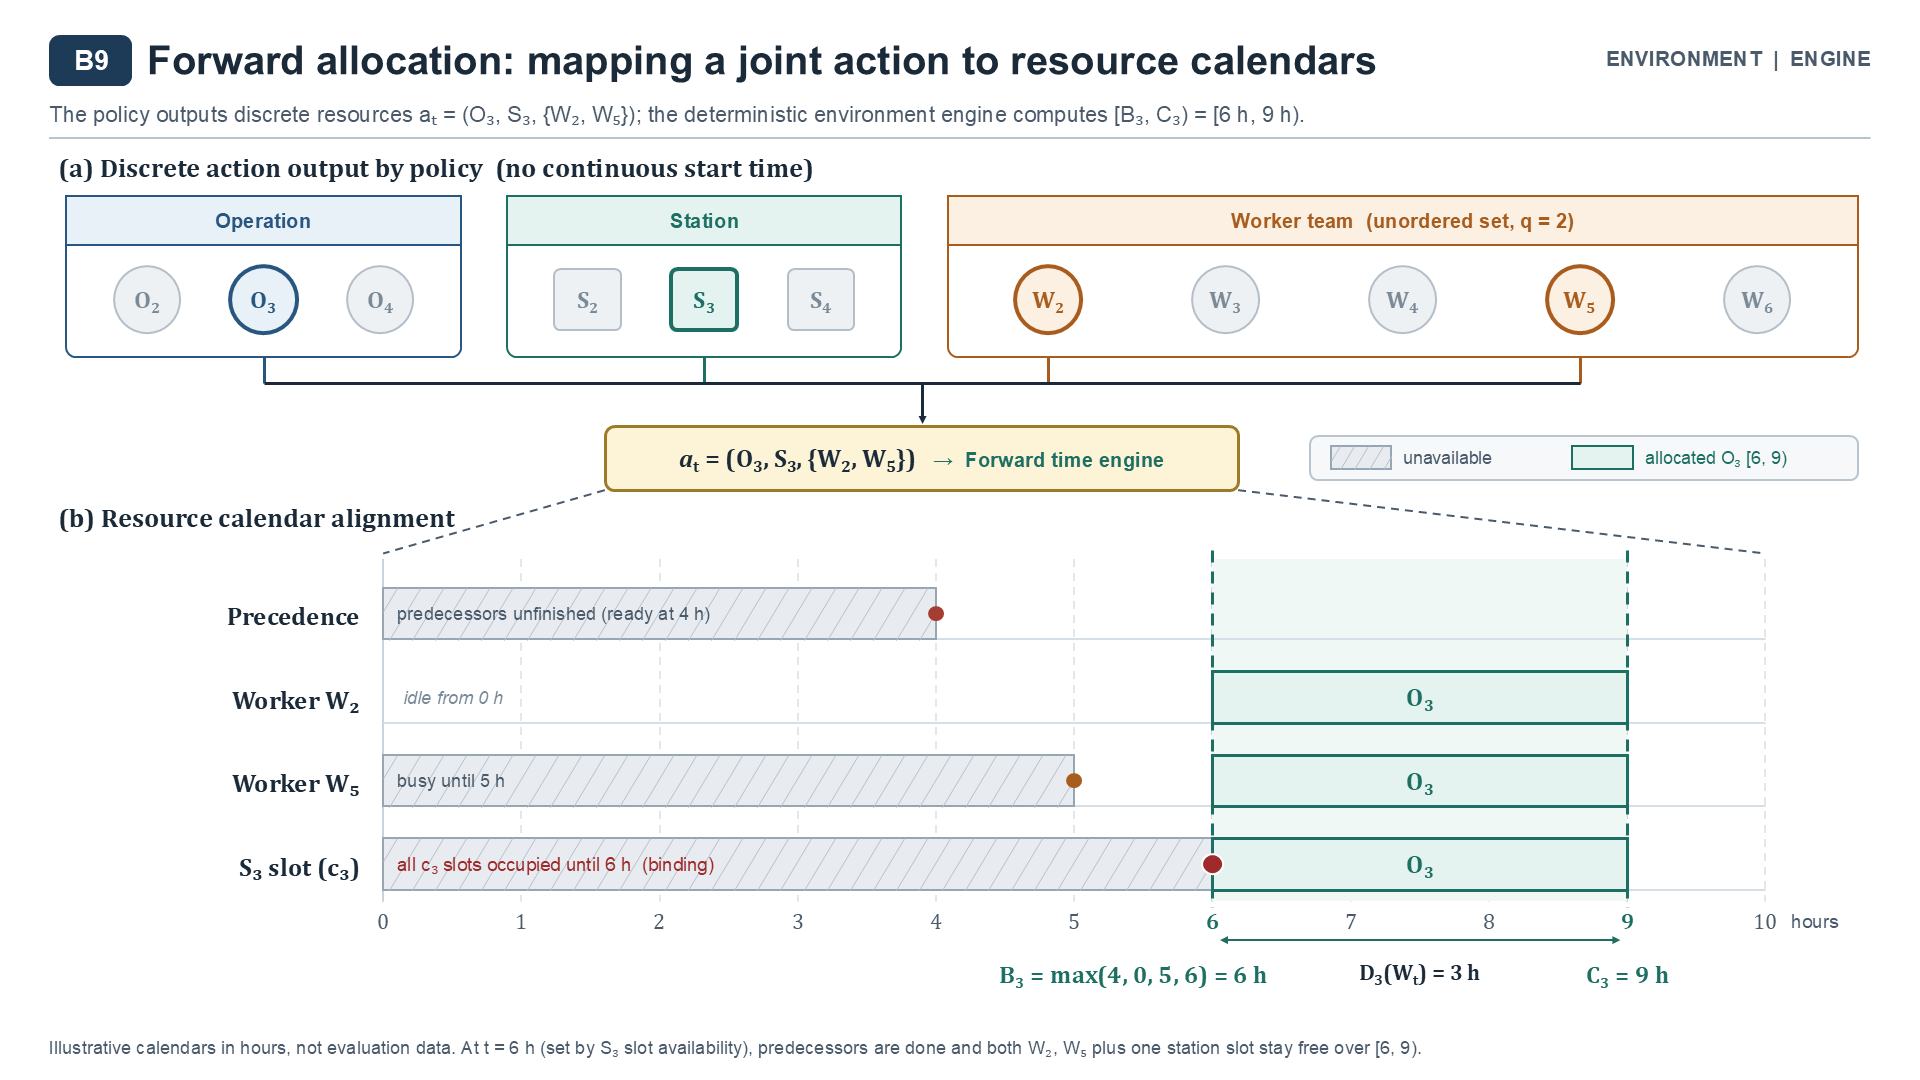 B9
Forward allocation: mapping a joint action to resource calendars
ENVIRONMENT | ENGINE
The policy outputs discrete resources aₜ = (O₃, S₃, {W₂, W₅}); the deterministic environment engine computes [B₃, C₃) = [6 h, 9 h).
(a) Discrete action output by policy (no continuous start time)
Operation
Station
Worker team (unordered set, q = 2)
O₂ O₃ O₄
S₂ S₃ S₄
W₂ W₃ W₄ W₅ W₆
aₜ = (O₃, S₃, {W₂, W₅}) → Forward time engine
unavailable
allocated O₃ [6, 9)
(b) Resource calendar alignment
Precedence
predecessors unfinished (ready at 4 h)
Worker W₂
idle from 0 h
O₃
Worker W₅
busy until 5 h
O₃
S₃ slot (c₃)
all c₃ slots occupied until 6 h (binding)
O₃
0 1 2 3 4 5 6 7 8 9 10 hours
B₃ = max(4, 0, 5, 6) = 6 h
D₃(Wₜ) = 3 h
C₃ = 9 h
Illustrative calendars in hours, not evaluation data. At t = 6 h (set by S₃ slot availability), predecessors are done and both W₂, W₅ plus one station slot stay free over [6, 9).